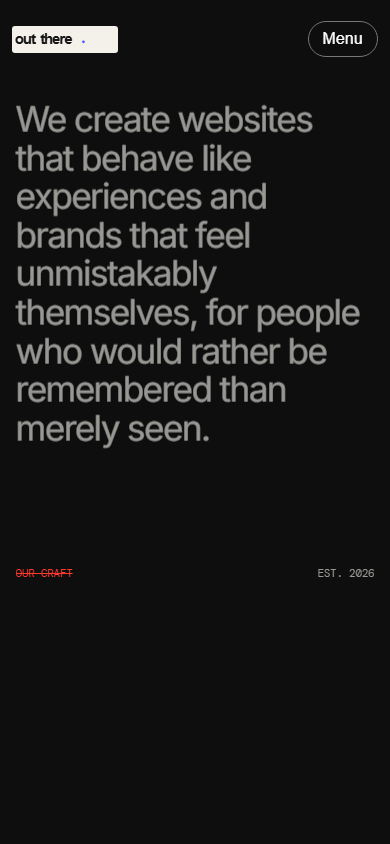 out there .
Menu
We create websites
that behave like
experiences and
brands that feel
unmistakably
themselves, for people
who would rather be
remembered than
merely seen.
OUR CRAFT
EST. 2026